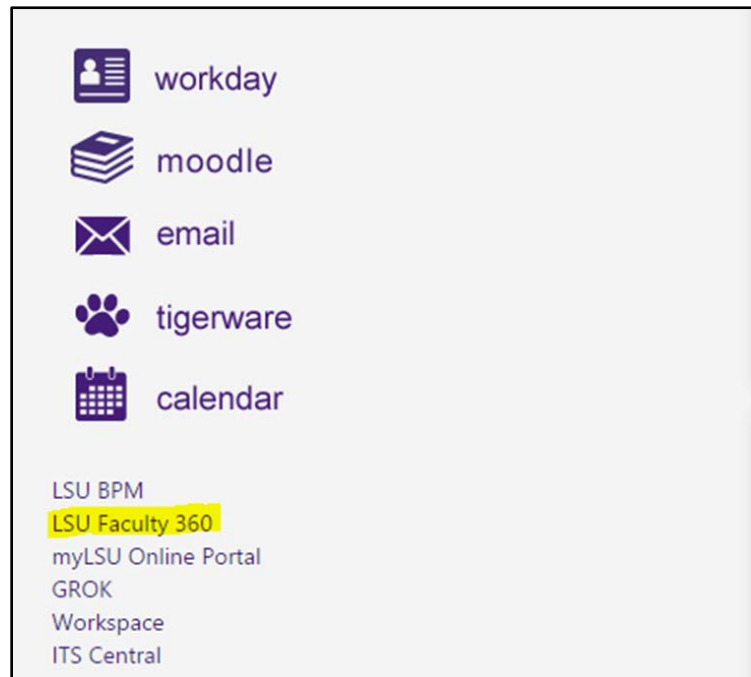 workday
moodle
email
tigerware
calendar
LSU BPM
LSU Faculty 360
myLSU Online Portal
GROK
Workspace
ITS Central